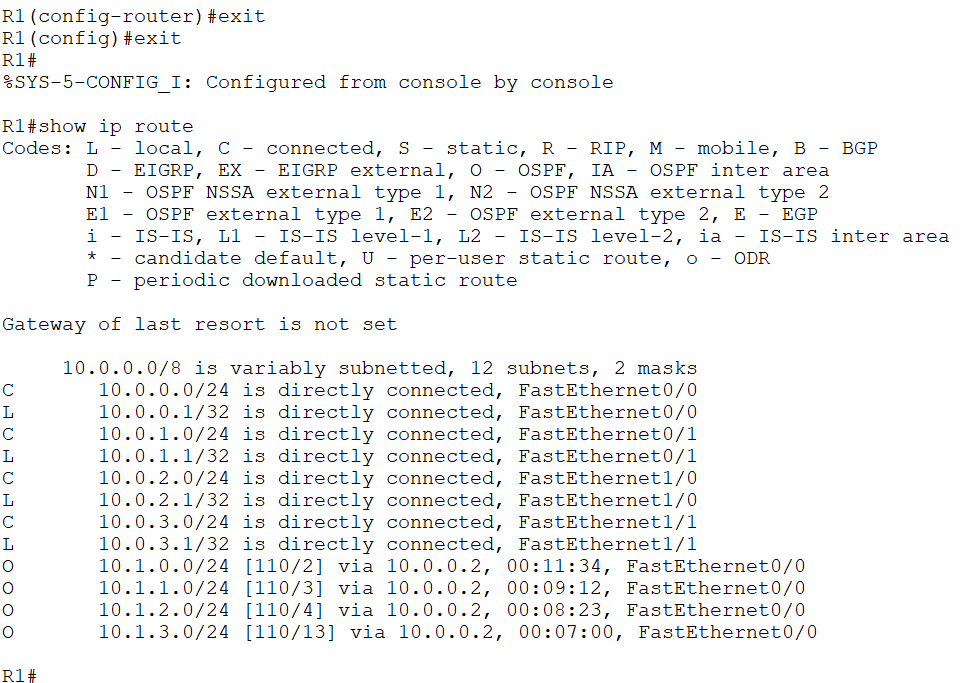 R1(config-router)#exit
R1(config)#exit
R1#
%SYS-5-CONFIG_I: Configured from console by console
R1#show ip route
Codes: L - local, C - connected, S - static, R - RIP, M - mobile, B - BGP
D - EIGRP, EX - EIGRP external, O - OSPF, IA - OSPF inter area
N1 - OSPF NSSA external type 1, N2 - OSPF NSSA external type 2
E1 - OSPF external type 1, E2 - OSPF external type 2, E - EGP
i - IS-IS, L1 - IS-IS level-1, L2 - IS-IS level-2, ia - IS-IS inter area
* - candidate default, U - per-user static route, o - ODR
P - periodic downloaded static route
Gateway of last resort is not set
10.0.0.0/8 is variably subnetted, 12 subnets, 2 masks
C 10.0.0.0/24 is directly connected, FastEthernet0/0
L 10.0.0.1/32 is directly connected, FastEthernet0/0
C 10.0.1.0/24 is directly connected, FastEthernet0/1
L 10.0.1.1/32 is directly connected, FastEthernet0/1
C 10.0.2.0/24 is directly connected, FastEthernet1/0
L 10.0.2.1/32 is directly connected, FastEthernet1/0
C 10.0.3.0/24 is directly connected, FastEthernet1/1
L 10.0.3.1/32 is directly connected, FastEthernet1/1
O 10.1.0.0/24 [110/2] via 10.0.0.2, 00:11:34, FastEthernet0/0
O 10.1.1.0/24 [110/3] via 10.0.0.2, 00:09:12, FastEthernet0/0
O 10.1.2.0/24 [110/4] via 10.0.0.2, 00:08:23, FastEthernet0/0
O 10.1.3.0/24 [110/13] via 10.0.0.2, 00:07:00, FastEthernet0/0
R1#